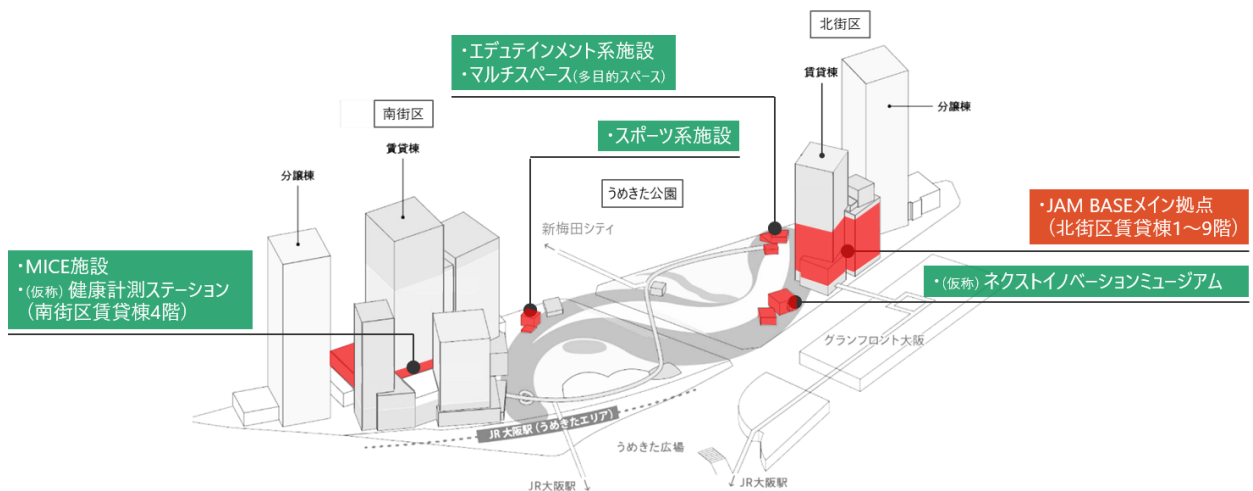 北街区
・エデュテインメント系施設
・マルチスペース(多目的スペース)
賃貸棟
分譲棟
南街区
賃貸棟
・スポーツ系施設
分譲棟
うめきた公園
・JAM BASEメイン拠点
（北街区賃貸棟1～9階）
新梅田シティ
・MICE施設
・(仮称) 健康計測ステーション
（南街区賃貸棟4階）
・(仮称) ネクストイノベーションミュージアム
グランフロント大阪
JR大阪駅（うめきたエリア）
うめきた広場
JR大阪駅
JR大阪駅